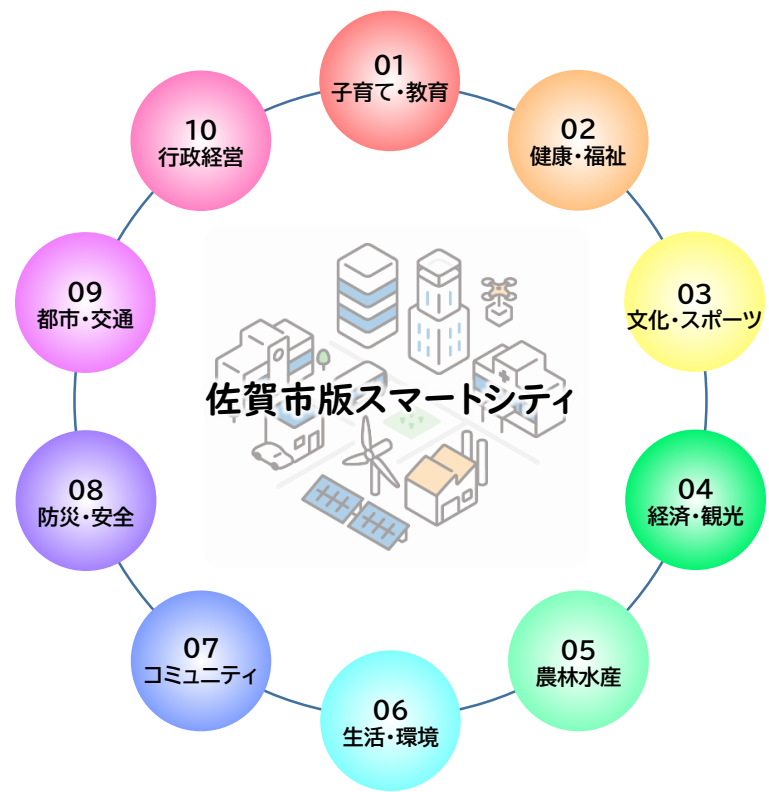 01
子育て・教育
02
健康・福祉
03
文化・スポーツ
04
経済・観光
05
農林水産
06
生活・環境
07
コミュニティ
08
防災・安全
09
都市・交通
10
行政経営
佐賀市版スマートシティ